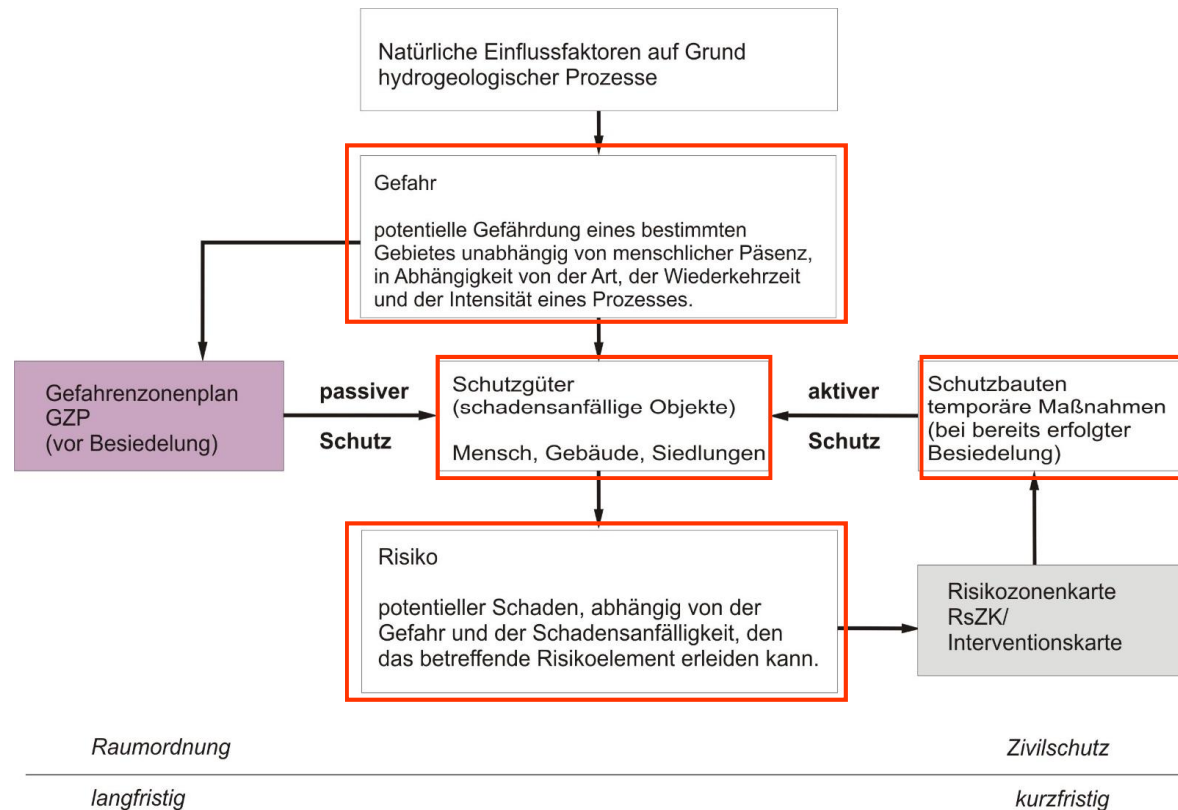 Natürliche Einflussfaktoren auf Grund
hydrogeologischer Prozesse
Gefahr
potentielle Gefährdung eines bestimmten
Gebietes unabhängig von menschlicher Päsenz,
in Abhängigkeit von der Art, der Wiederkehrzeit
und der Intensität eines Prozesses.
Gefahrenzonenplan
GZP
(vor Besiedelung)
passiver
Schutz
Schutzgüter
(schadensanfällige Objekte)
Mensch, Gebäude, Siedlungen
aktiver
Schutz
Schutzbauten
temporäre Maßnahmen
(bei bereits erfolgter
Besiedelung)
Risiko
potentieller Schaden, abhängig von der
Gefahr und der Schadensanfälligkeit, den
das betreffende Risikoelement erleiden kann.
Risikozonenkarte
RsZK/
Interventionskarte
Raumordnung
Zivilschutz
langfristig
kurzfristig